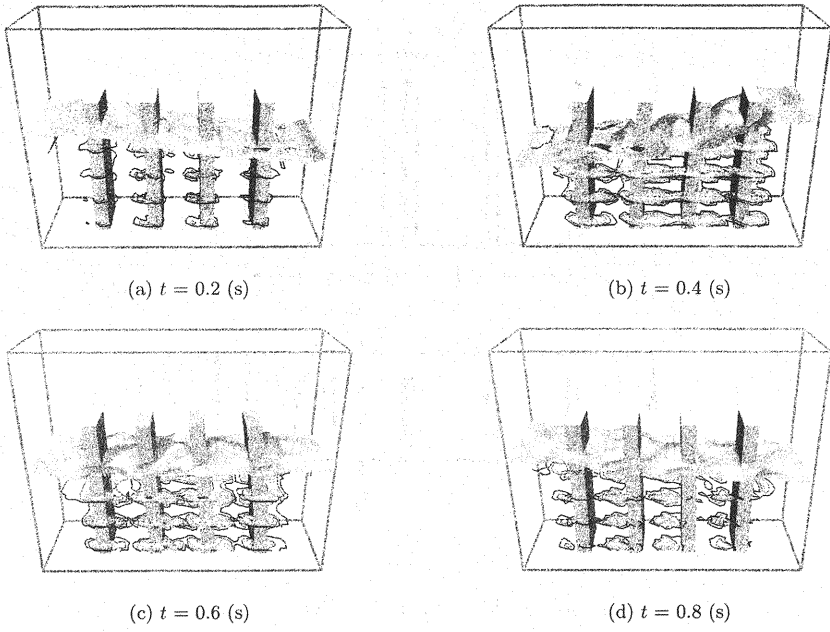 (a) t = 0.2 (s)
(b) t = 0.4 (s)
(c) t = 0.6 (s)
(d) t = 0.8 (s)